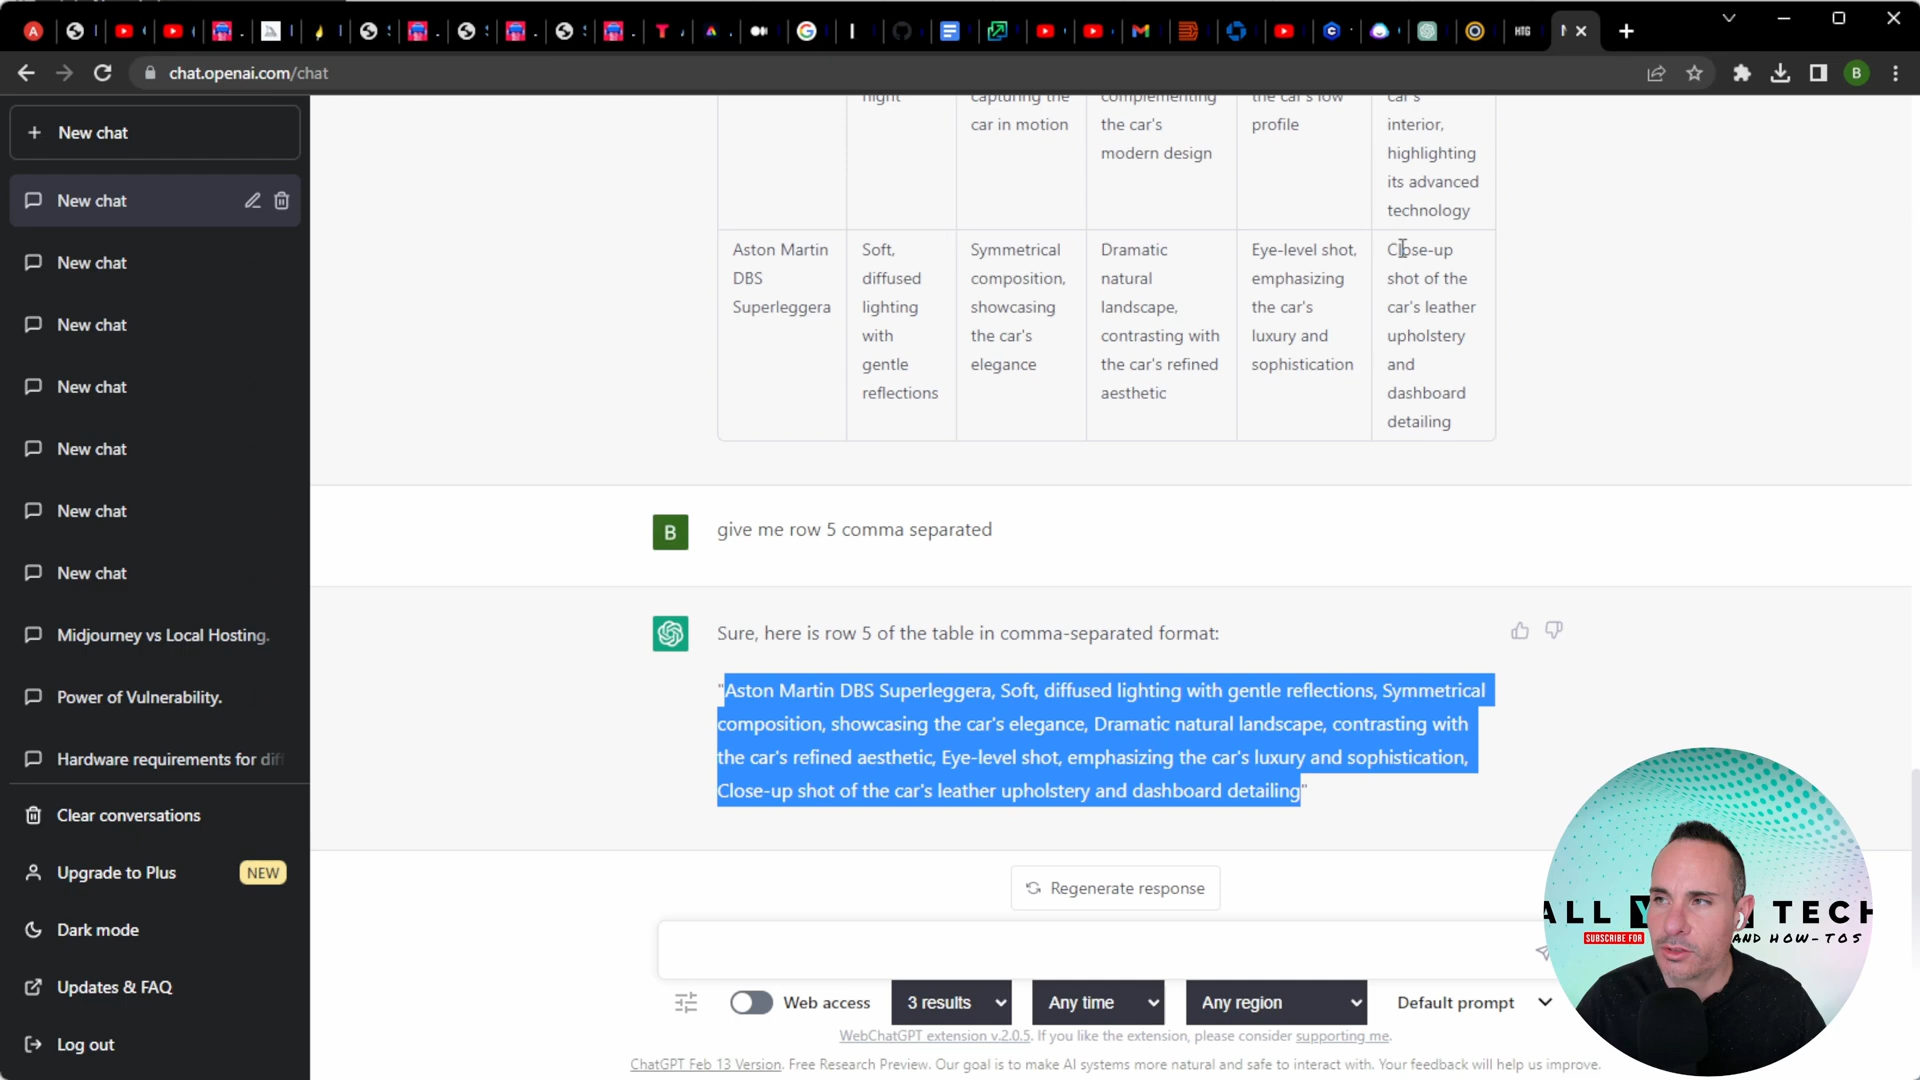 HTG
chat.openai.com/chat
B
New chat
New chat
New chat
New chat
New chat
New chat
New chat
New chat
Midjourney vs Local Hosting.
Power of Vulnerability.
Hardware requirements for dif
Clear conversations
Upgrade to Plus NEW
Dark mode
Updates & FAQ
Log out
night
capturing the
car in motion
complementing
the car's
modern design
the car's low
profile
car's
interior,
highlighting
its advanced
technology
Aston Martin
DBS
Superleggera
Soft,
diffused
lighting
with
gentle
reflections
Symmetrical
composition,
showcasing
the car's
elegance
Dramatic
natural
landscape,
contrasting with
the car's refined
aesthetic
Eye-level shot,
emphasizing
the car's
luxury and
sophistication
Close-up
shot of the
car's leather
upholstery
and
dashboard
detailing
B
give me row 5 comma separated
Sure, here is row 5 of the table in comma-separated format:
"Aston Martin DBS Superleggera, Soft, diffused lighting with gentle reflections, Symmetrical
composition, showcasing the car's elegance, Dramatic natural landscape, contrasting with
the car's refined aesthetic, Eye-level shot, emphasizing the car's luxury and sophistication,
Close-up shot of the car's leather upholstery and dashboard detailing"
Regenerate response
Web access
3 results
Any time
Any region
Default prompt
WebChatGPT extension v.2.0.5. If you like the extension, please consider supporting me.
ChatGPT Feb 13 Version. Free Research Preview. Our goal is to make AI systems more natural and safe to interact with. Your feedback will help us improve.
ALL Y TECH
SUBSCRIBE FOR AND HOW-TOS